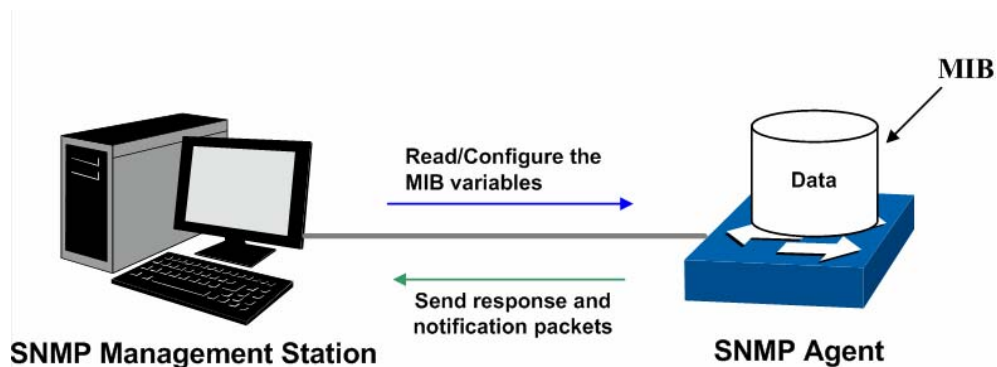 MIB
Read/Configure the
MIB variables
Data
Send response and
notification packets
SNMP Management Station
SNMP Agent